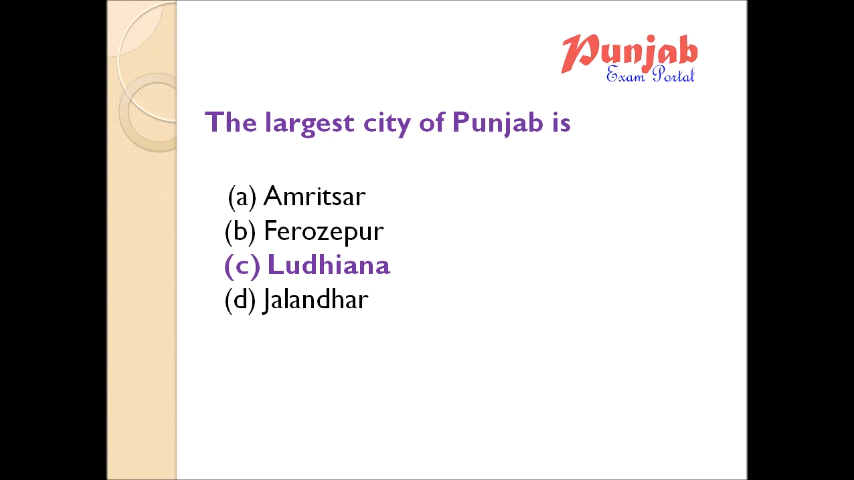 Punjab
Exam Portal
The largest city of Punjab is
(a) Amritsar
(b) Ferozepur
(c) Ludhiana
(d) Jalandhar